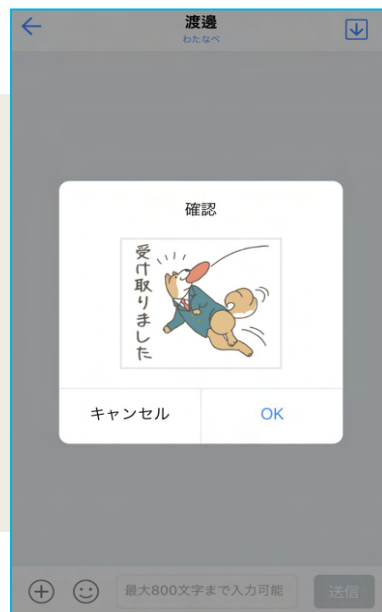 渡邊
わたなべ
確認
受け取りました
キャンセル
OK
最大800文字まで入力可能
送信